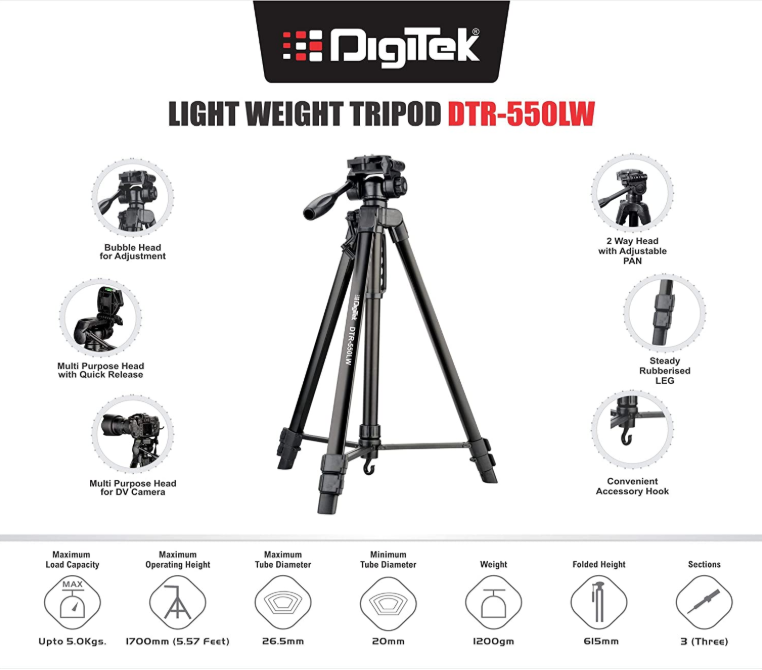 DIGITEK®
LIGHT WEIGHT TRIPOD DTR-550LW
Bubble Head
for Adjustment
Multi Purpose Head
with Quick Release
Multi Purpose Head
for DV Camera
DIGITEK DTR-550LW
2 Way Head
with Adjustable
PAN
Steady
Rubberised
LEG
Convenient
Accessory Hook
Maximum
Load Capacity
MAX
Upto 5.0Kgs.
Maximum
Operating Height
1700mm (5.57 Feet)
Maximum
Tube Diameter
26.5mm
Minimum
Tube Diameter
20mm
Weight
1200gm
Folded Height
615mm
Sections
3 (Three)